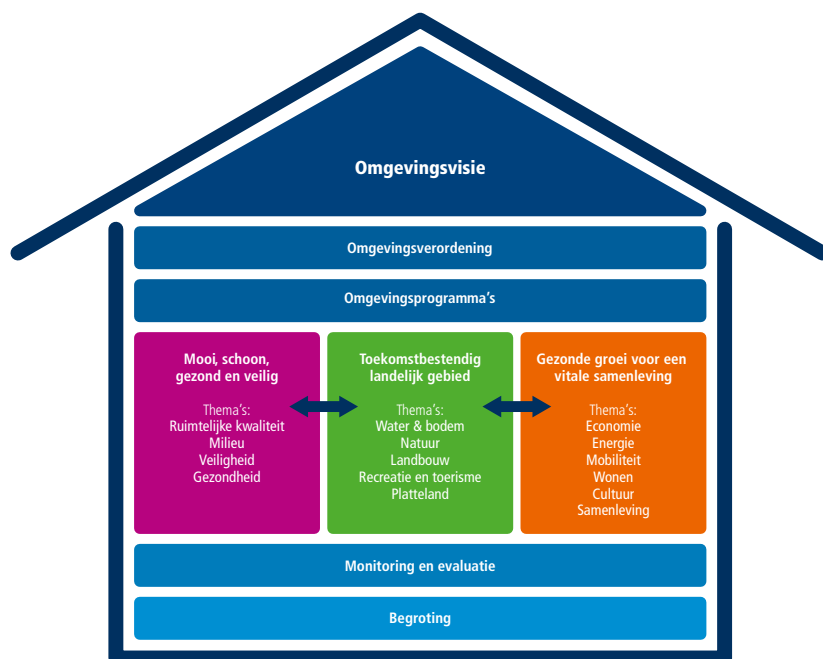 Omgevingsvisie
Omgevingsverordening
Omgevingsprogramma's
Mooi, schoon,
gezond en veilig
Thema's:
Ruimtelijke kwaliteit
Milieu
Veiligheid
Gezondheid
Toekomstbestendig
landelijk gebied
Thema's:
Water & bodem
Natuur
Landbouw
Recreatie en toerisme
Platteland
Gezonde groei voor een
vitale samenleving
Thema's:
Economie
Energie
Mobiliteit
Wonen
Cultuur
Samenleving
Monitoring en evaluatie
Begroting